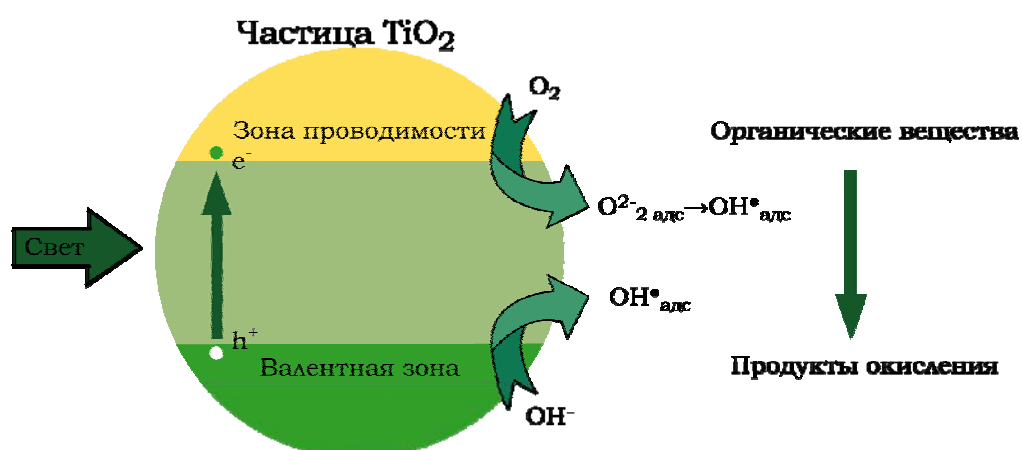 Частица TiO₂
O₂
Зона проводимости
e⁻
Органические вещества
O²⁻₂ адс→OH•адс
Свет
OH•адс
h⁺
Валентная зона
Продукты окисления
OH⁻